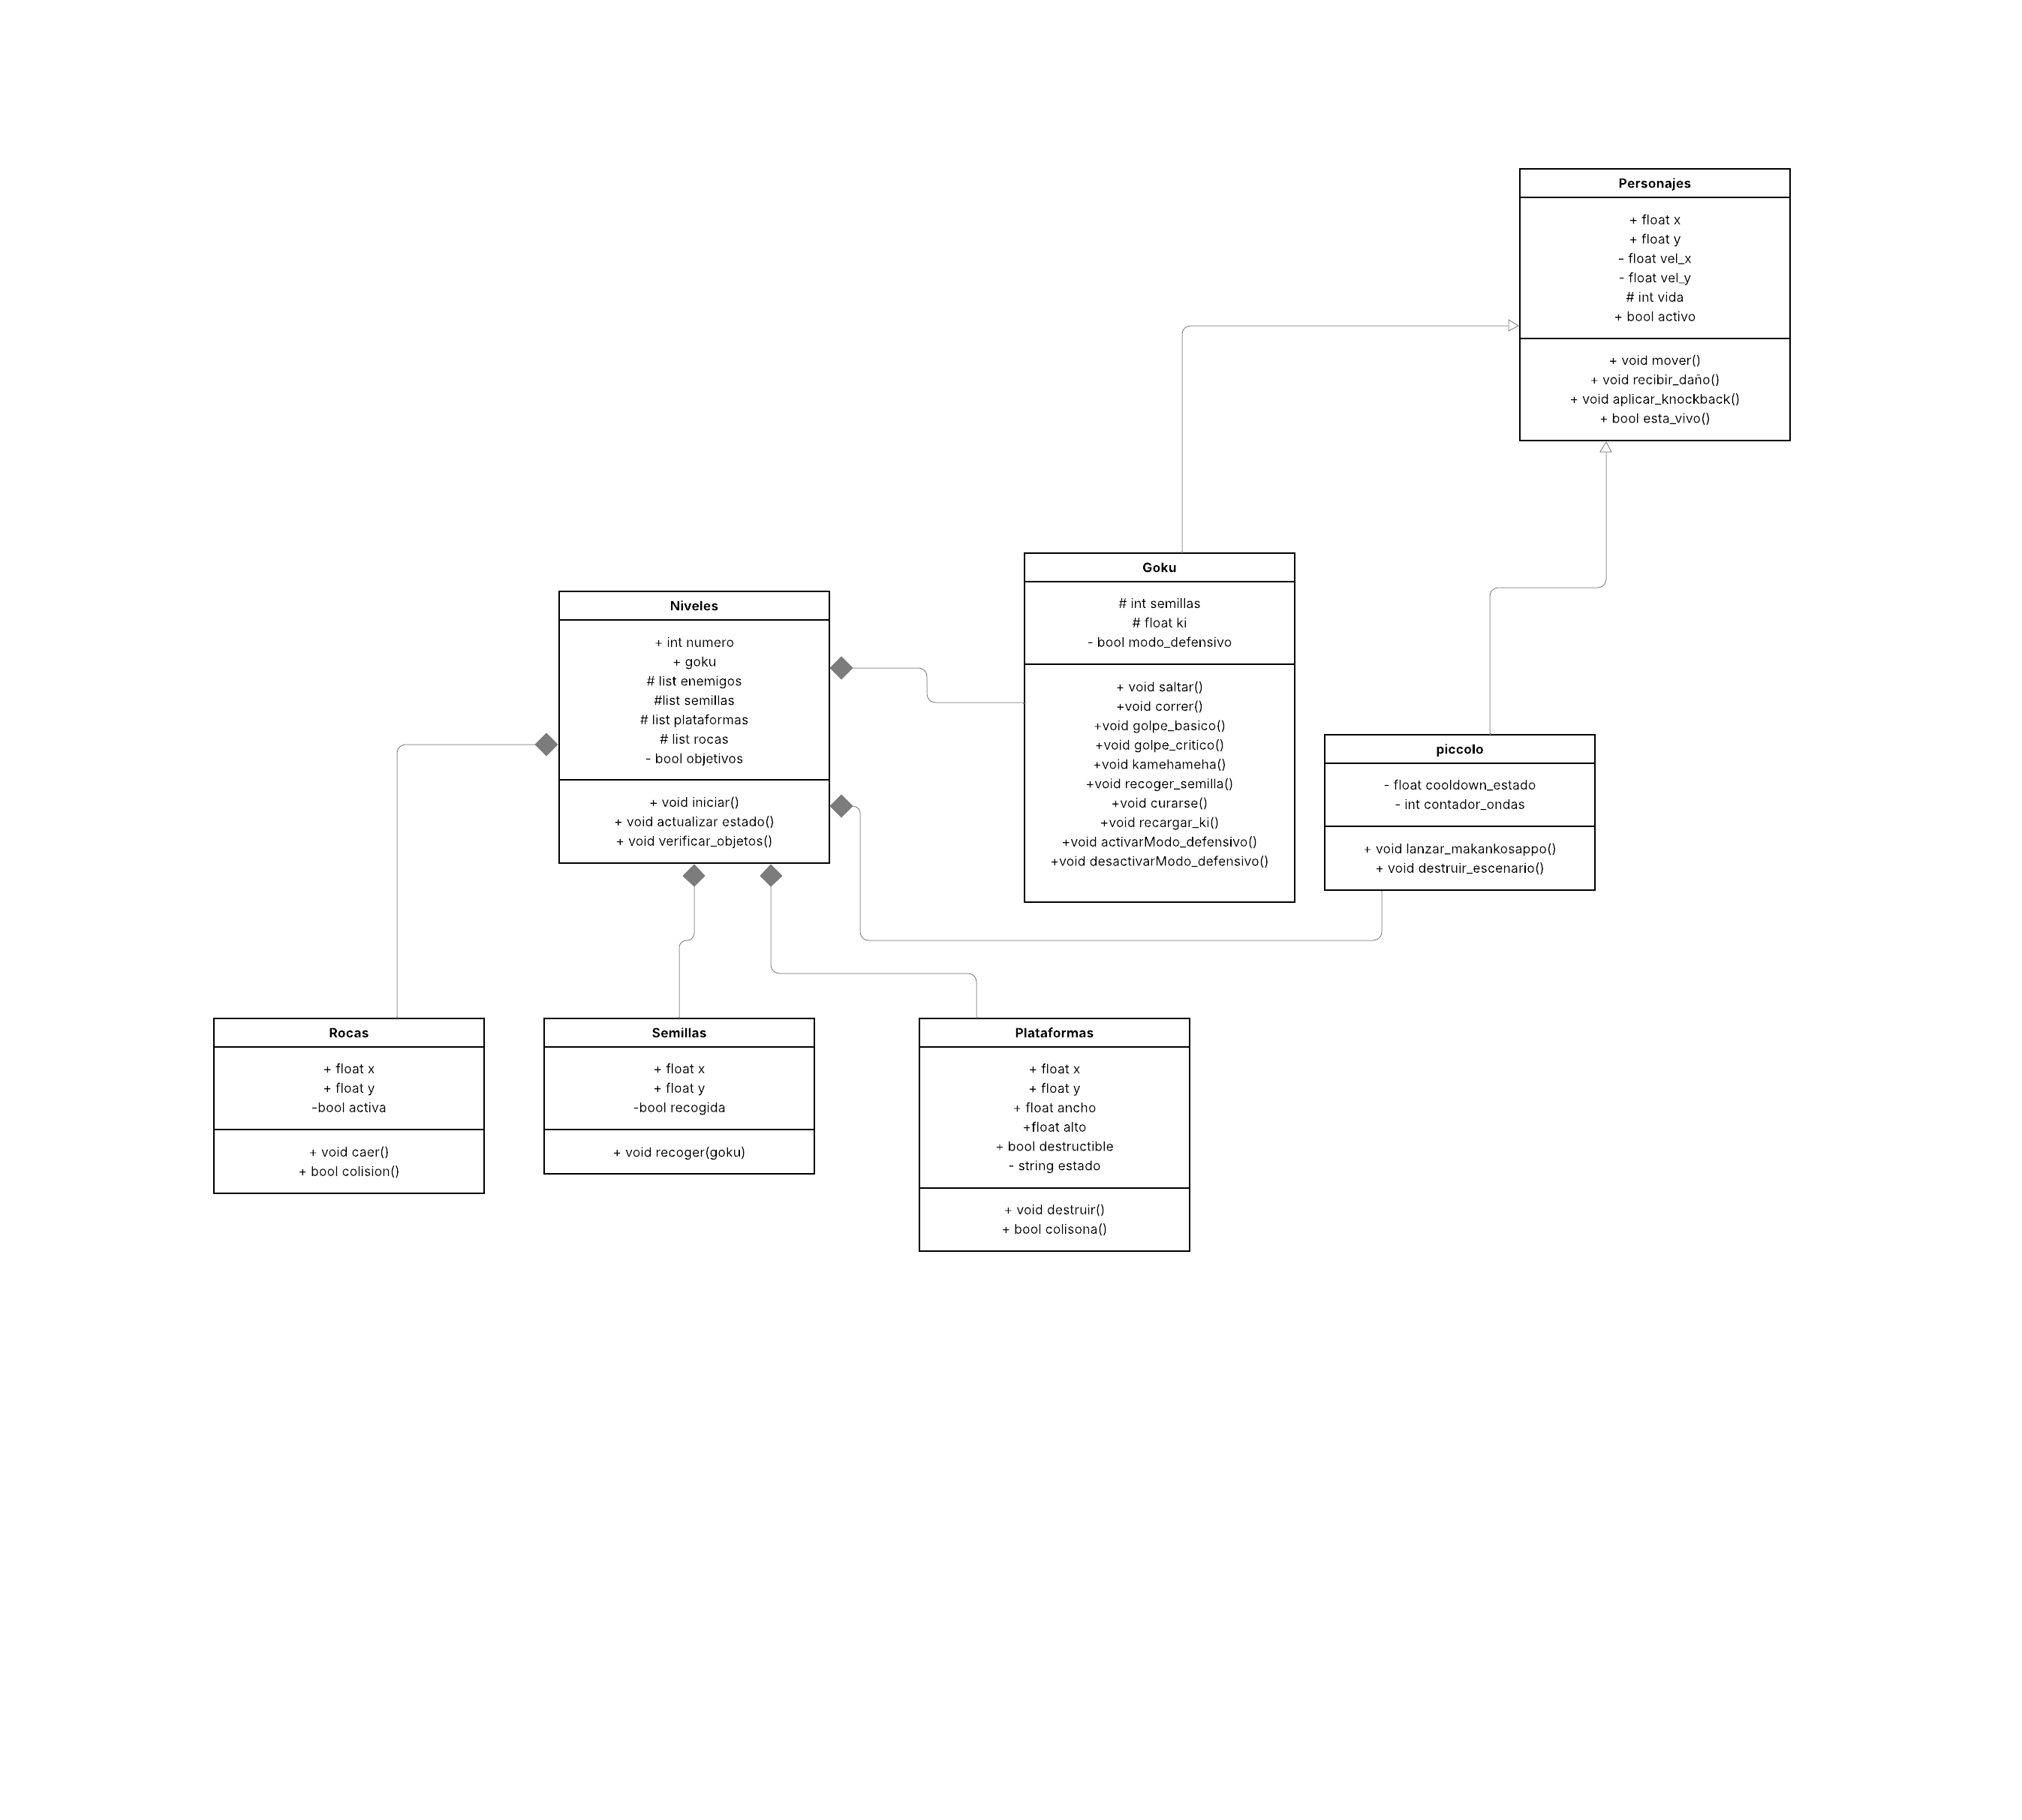 Personajes
+ float x
+ float y
- float vel_x
- float vel_y
# int vida
+ bool activo
+ void mover()
+ void recibir_daño()
+ void aplicar_knockback()
+ bool esta_vivo()
Goku
# int semillas
# float ki
- bool modo_defensivo
+ void saltar()
+void correr()
+void golpe_basico()
+void golpe_critico()
+void kamehameha()
+void recoger_semilla()
+void curarse()
+void recargar_ki()
+void activarModo_defensivo()
+void desactivarModo_defensivo()
Niveles
+ int numero
+ goku
# list enemigos
#list semillas
# list plataformas
# list rocas
- bool objetivos
+ void iniciar()
+ void actualizar estado()
+ void verificar_objetos()
piccolo
- float cooldown_estado
- int contador_ondas
+ void lanzar_makankosappo()
+ void destruir_escenario()
Rocas
+ float x
+ float y
-bool activa
+ void caer()
+ bool colision()
Semillas
+ float x
+ float y
-bool recogida
+ void recoger(goku)
Plataformas
+ float x
+ float y
+ float ancho
+float alto
+ bool destructible
- string estado
+ void destruir()
+ bool colisona()